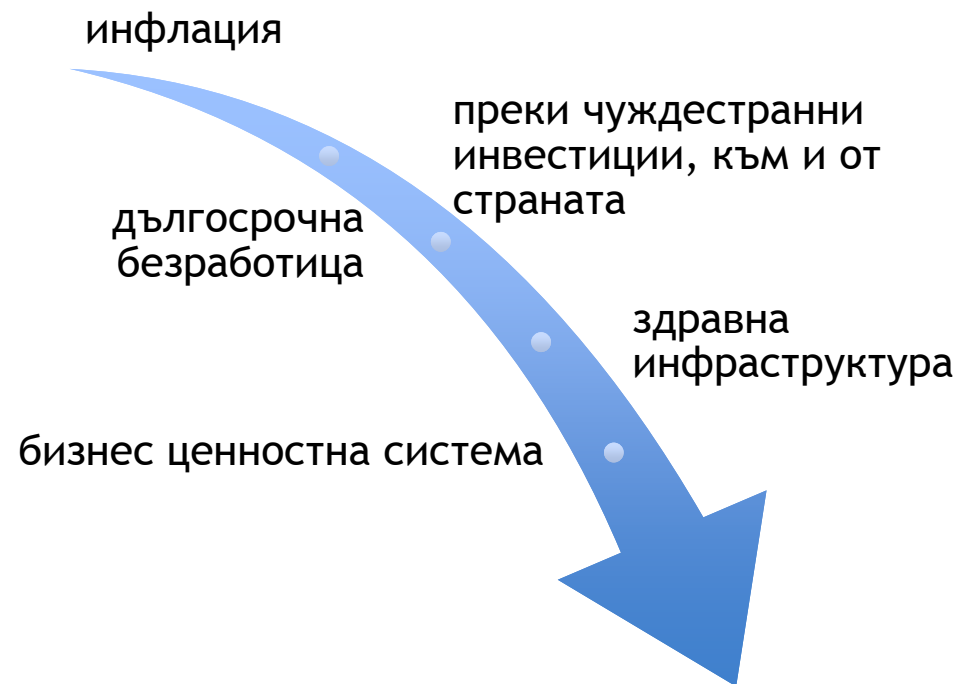 инфлация
преки чуждестранни
инвестиции, към и от
страната
дългосрочна
безработица
здравна
инфраструктура
бизнес ценностна система